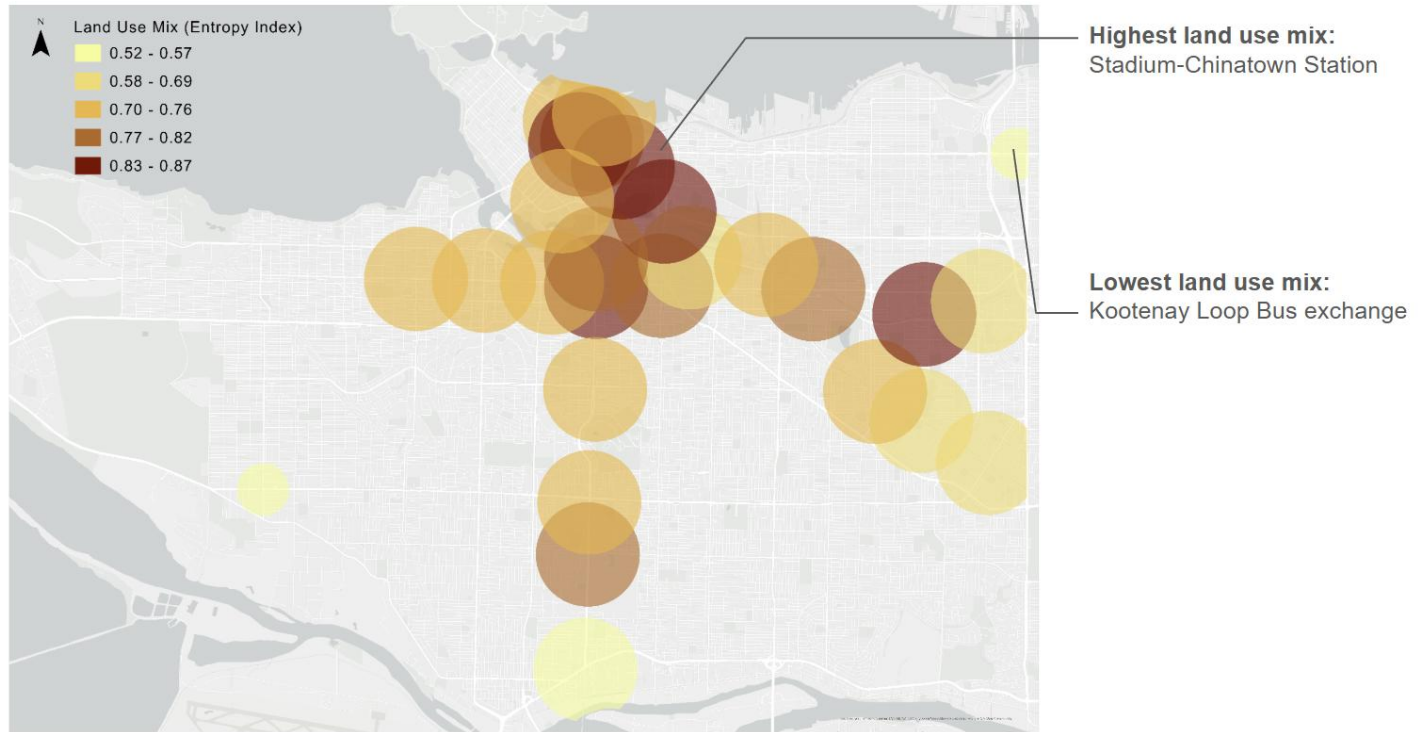 N
Land Use Mix (Entropy Index)
0.52 - 0.57
0.58 - 0.69
0.70 - 0.76
0.77 - 0.82
0.83 - 0.87
Highest land use mix:
Stadium-Chinatown Station
Lowest land use mix:
Kootenay Loop Bus exchange